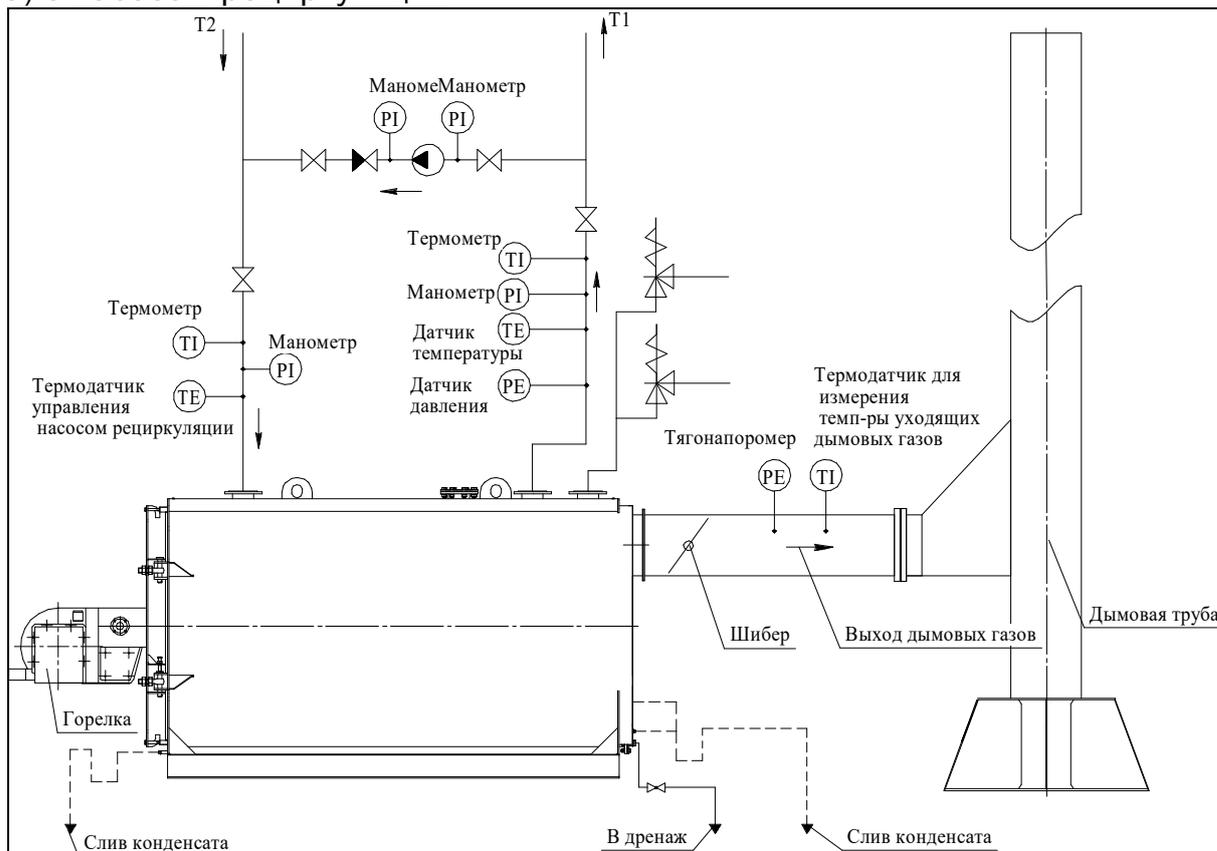 T2
T1
Маноме
Манометр
PI
PI
Термометр
TI
Манометр
PI
Датчик
температуры
TE
Датчик
давления
PE
Термометр
TI
Манометр
PI
Термодатчик
управления
насосом рециркуляции
TE
Термодатчик для
измерения
темп-ры уходящих
дымовых газов
Тягонапоромер
PE
TI
Дымовая труба
Шибер
Выход дымовых газов
Горелка
Слив конденсата
В дренаж
Слив конденсата